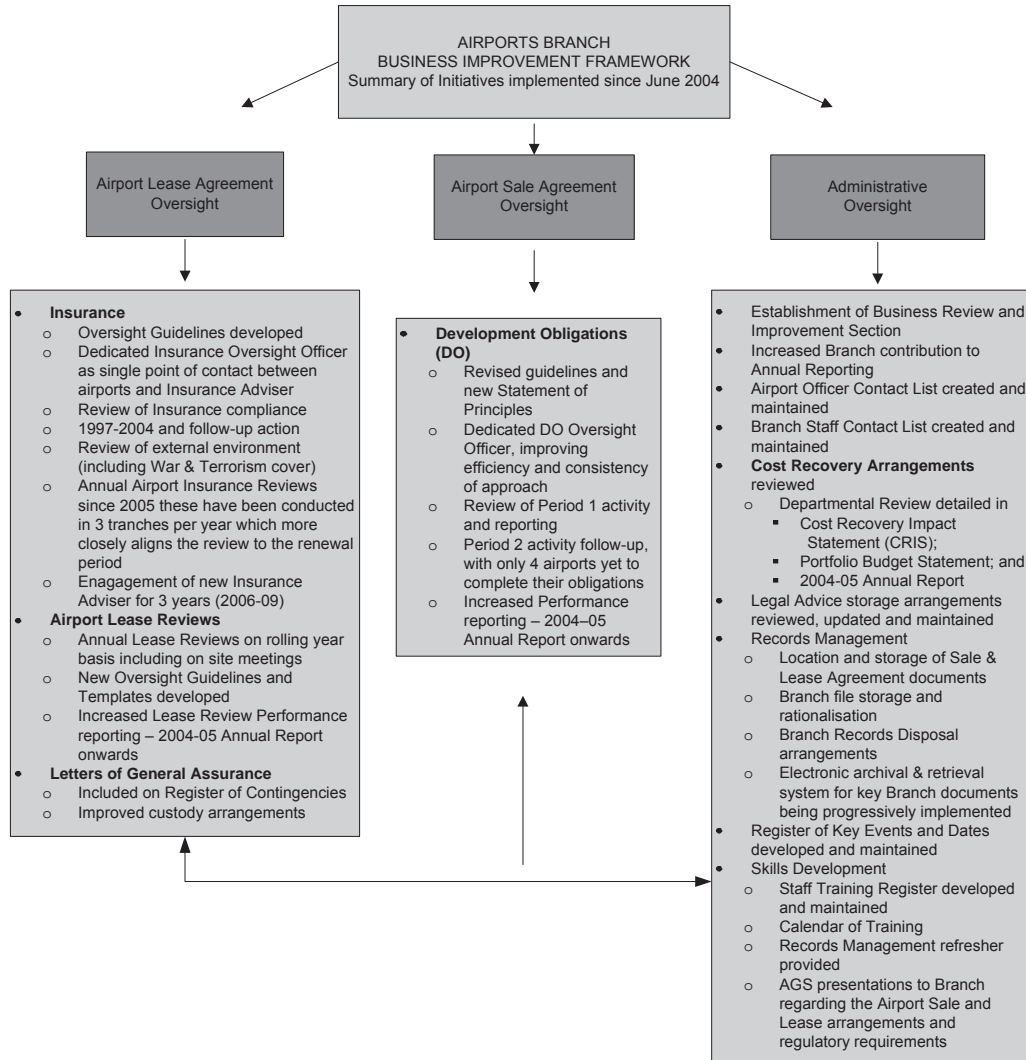 AIRPORTS BRANCH
BUSINESS IMPROVEMENT FRAMEWORK
Summary of Initiatives implemented since June 2004
Airport Lease Agreement
Oversight
Airport Sale Agreement
Oversight
Administrative
Oversight
• Insurance
o Oversight Guidelines developed
o Dedicated Insurance Oversight Officer
as single point of contact between
airports and Insurance Adviser
o Review of Insurance compliance
o 1997-2004 and follow-up action
o Review of external environment
(including War & Terrorism cover)
o Annual Airport Insurance Reviews
since 2005 these have been conducted
in 3 tranches per year which more
closely aligns the review to the renewal
period
o Enagagement of new Insurance
Adviser for 3 years (2006-09)
• Airport Lease Reviews
o Annual Lease Reviews on rolling year
basis including on site meetings
o New Oversight Guidelines and
Templates developed
o Increased Lease Review Performance
reporting – 2004-05 Annual Report
onwards
• Letters of General Assurance
o Included on Register of Contingencies
o Improved custody arrangements
• Development Obligations
(DO)
o Revised guidelines and
new Statement of
Principles
o Dedicated DO Oversight
Officer, improving
efficiency and consistency
of approach
o Review of Period 1 activity
and reporting
o Period 2 activity follow-up,
with only 4 airports yet to
complete their obligations
o Increased Performance
reporting – 2004–05
Annual Report onwards
• Establishment of Business Review and
Improvement Section
• Increased Branch contribution to
Annual Reporting
• Airport Officer Contact List created and
maintained
• Branch Staff Contact List created and
maintained
• Cost Recovery Arrangements
reviewed
o Departmental Review detailed in
▪ Cost Recovery Impact
Statement (CRIS);
▪ Portfolio Budget Statement; and
▪ 2004-05 Annual Report
• Legal Advice storage arrangements
reviewed, updated and maintained
• Records Management
o Location and storage of Sale &
Lease Agreement documents
o Branch file storage and
rationalisation
o Branch Records Disposal
arrangements
o Electronic archival & retrieval
system for key Branch documents
being progressively implemented
• Register of Key Events and Dates
developed and maintained
• Skills Development
o Staff Training Register developed
and maintained
o Calendar of Training
o Records Management refresher
provided
o AGS presentations to Branch
regarding the Airport Sale and
Lease arrangements and
regulatory requirements